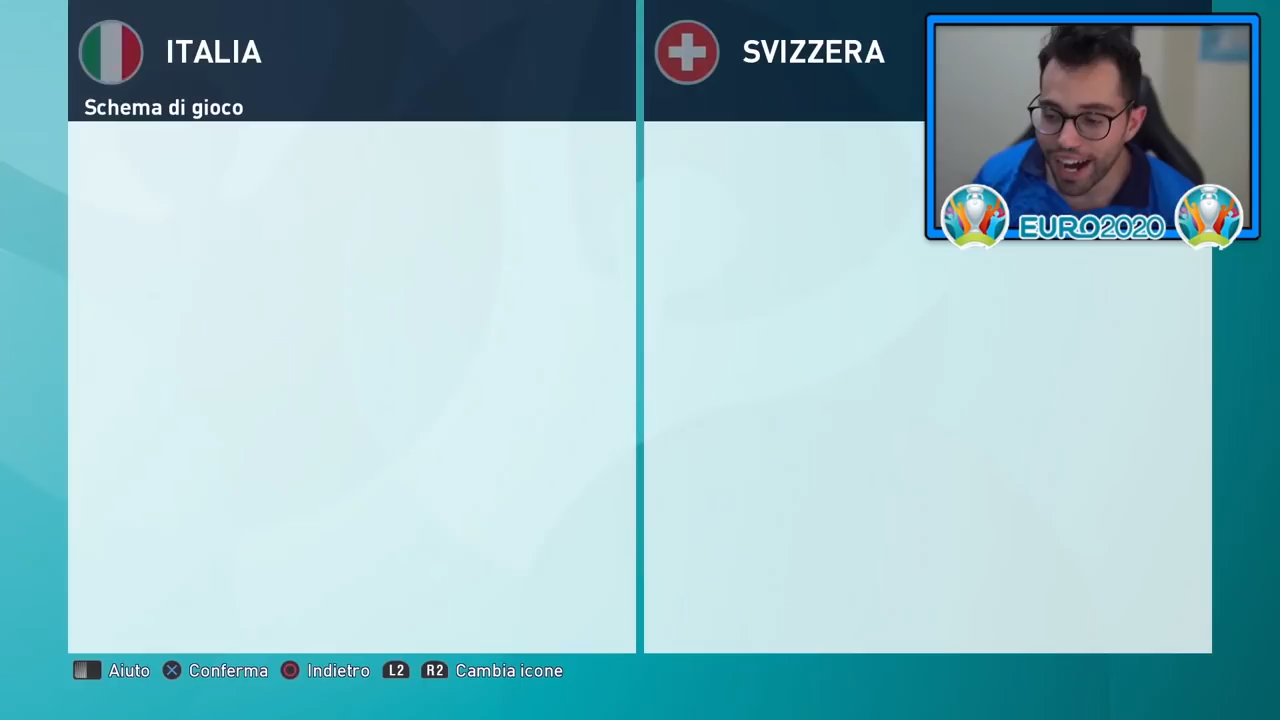 ITALIA
Schema di gioco
SVIZZERA
EURO2020
Aiuto Conferma Indietro L2 R2 Cambia icone